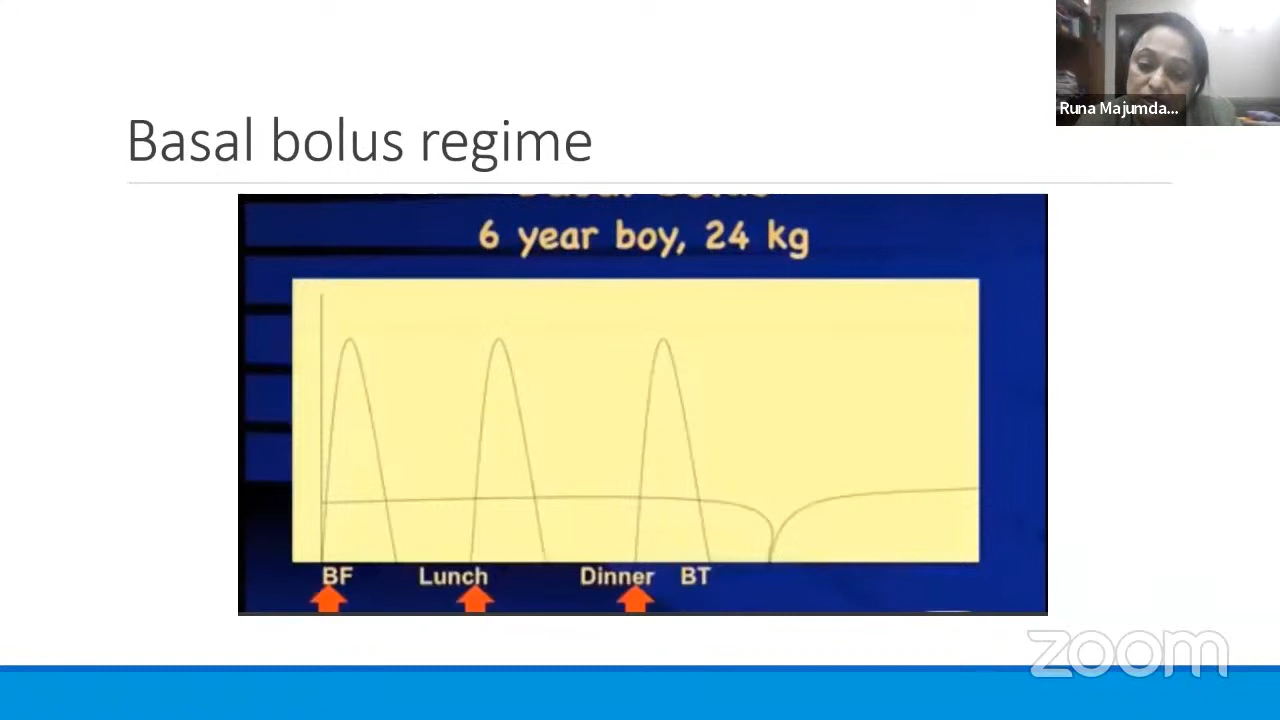 Runa Majumda...
Basal bolus regime
6 year boy, 24 kg
BF Lunch Dinner BT
zoom